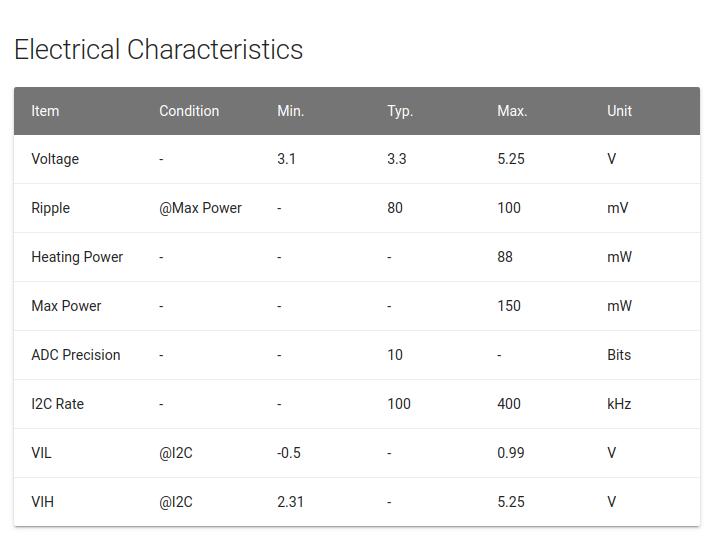 Electrical Characteristics
Item Condition Min. Typ. Max. Unit
Voltage - 3.1 3.3 5.25 V
Ripple @Max Power - 80 100 mV
Heating Power - - - 88 mW
Max Power - - - 150 mW
ADC Precision - - 10 - Bits
I2C Rate - - 100 400 kHz
VIL @I2C -0.5 - 0.99 V
VIH @I2C 2.31 - 5.25 V